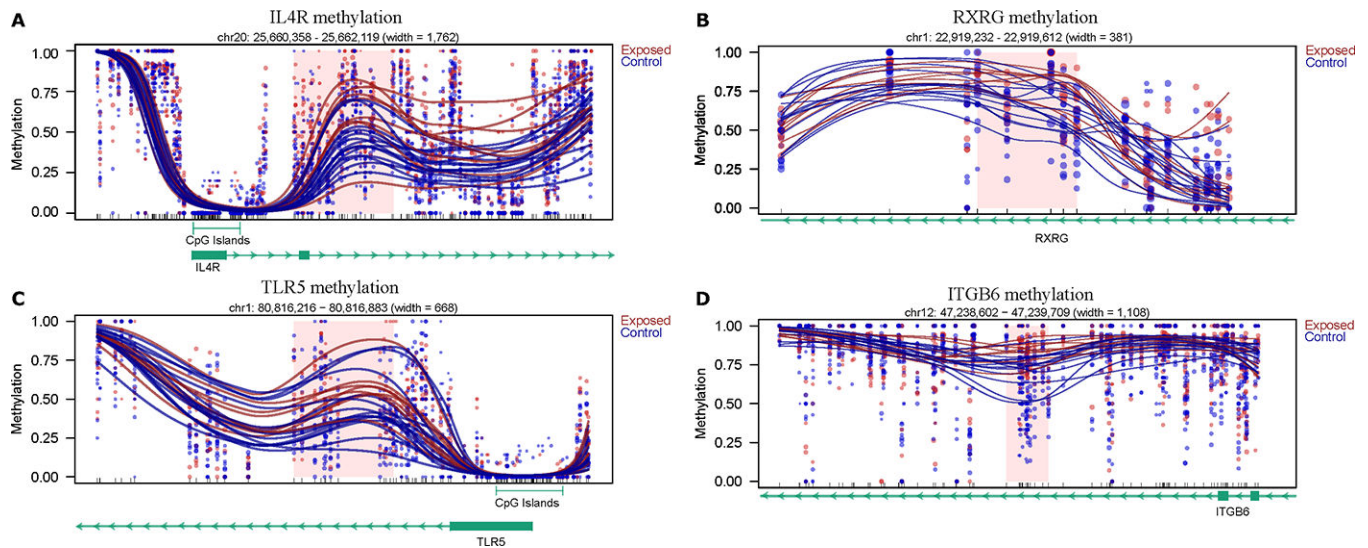 A
IL4R methylation
chr20: 25,660,358 - 25,662,119 (width = 1,762)
Exposed
Control
1.00
0.75
0.50
0.25
0.00
Methylation
CpG Islands
IL4R
B
RXRG methylation
chr1: 22,919,232 - 22,919,612 (width = 381)
Exposed
Control
1.00
0.75
0.50
0.25
0.00
Methylation
RXRG
C
TLR5 methylation
chr1: 80,816,216 − 80,816,883 (width = 668)
Exposed
Control
1.00
0.75
0.50
0.25
0.00
Methylation
CpG Islands
TLR5
D
ITGB6 methylation
chr12: 47,238,602 − 47,239,709 (width = 1,108)
Exposed
Control
1.00
0.75
0.50
0.25
0.00
Methylation
ITGB6